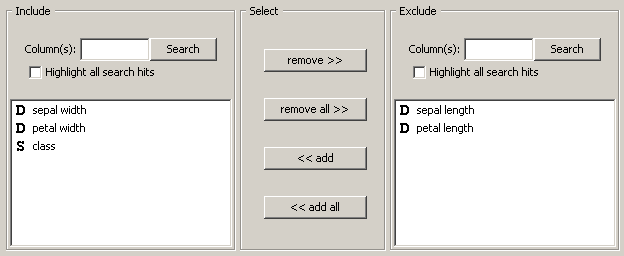 Include
Column(s): Search
Highlight all search hits
D sepal width
D petal width
S class
Select
remove >>
remove all >>
<< add
<< add all
Exclude
Column(s): Search
Highlight all search hits
D sepal length
D petal length